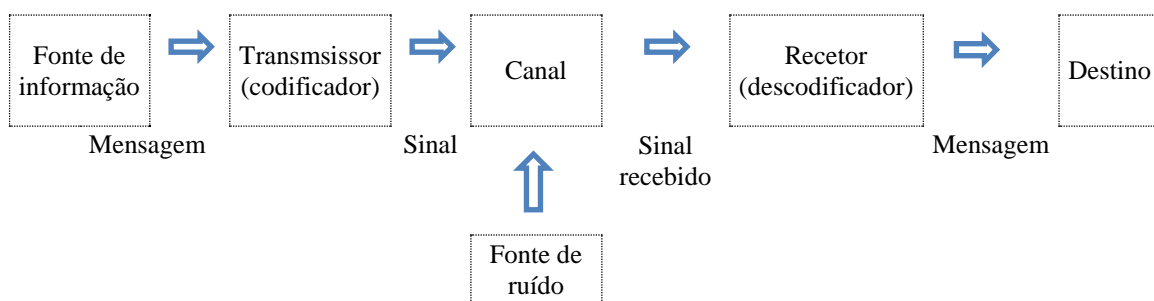 Fonte de
informação
Transmsissor
(codificador)
Canal
Recetor
(descodificador)
Destino
Mensagem
Sinal
Sinal
recebido
Mensagem
Fonte de
ruído